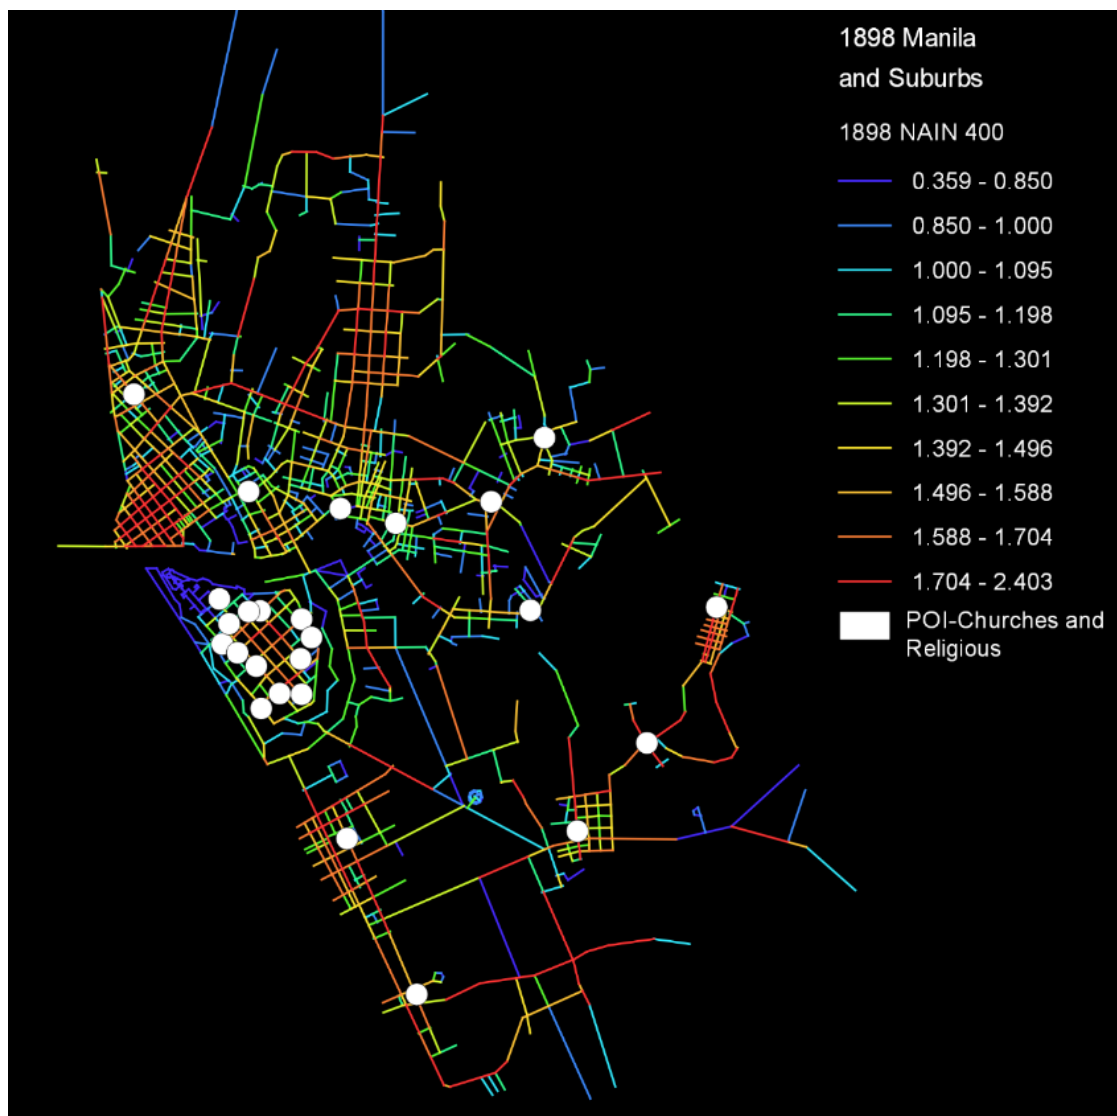 1898 Manila
and Suburbs
1898 NAIN 400
0.359 - 0.850
0.850 - 1.000
1.000 - 1.095
1.095 - 1.198
1.198 - 1.301
1.301 - 1.392
1.392 - 1.496
1.496 - 1.588
1.588 - 1.704
1.704 - 2.403
POI-Churches and
Religious